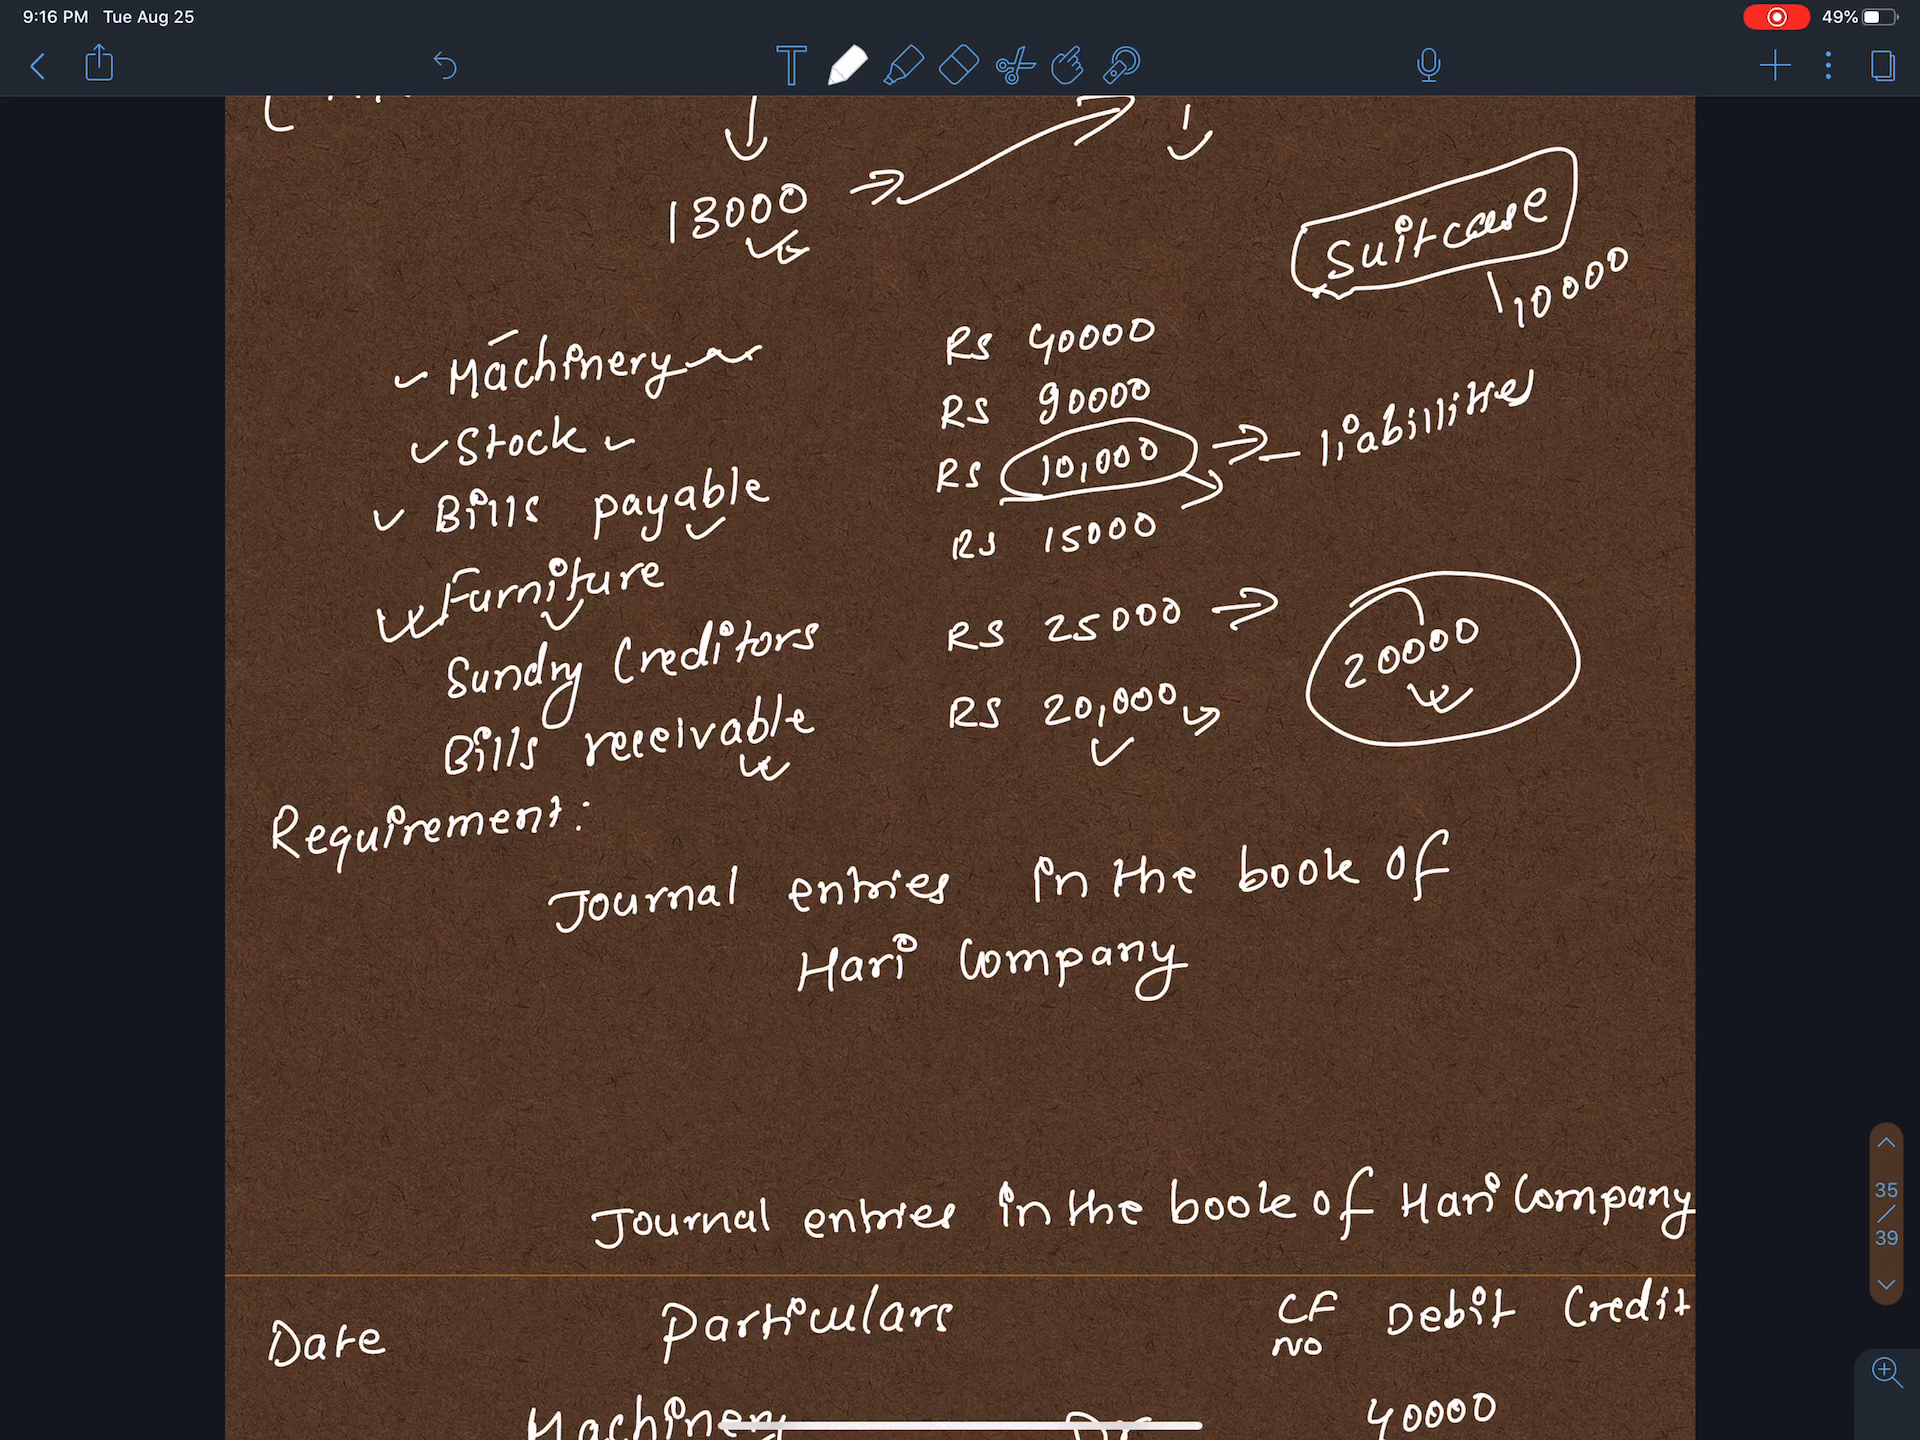 9:16 PM Tue Aug 25
49%
T
13000
Suitcase
10000
Machinery RS 40000
Stock RS 90000
Bills payable RS 10,000 liabillities
Furniture RS 15000
Sundry Creditors RS 25000 20000
Bills receivable RS 20,000
Requirement:
Journal entries in the book of
Hari Company
Journal entries in the book of Hari Company
Date Particulars CF NO Debit Credit
Machinery Dr 40000
35
/
39